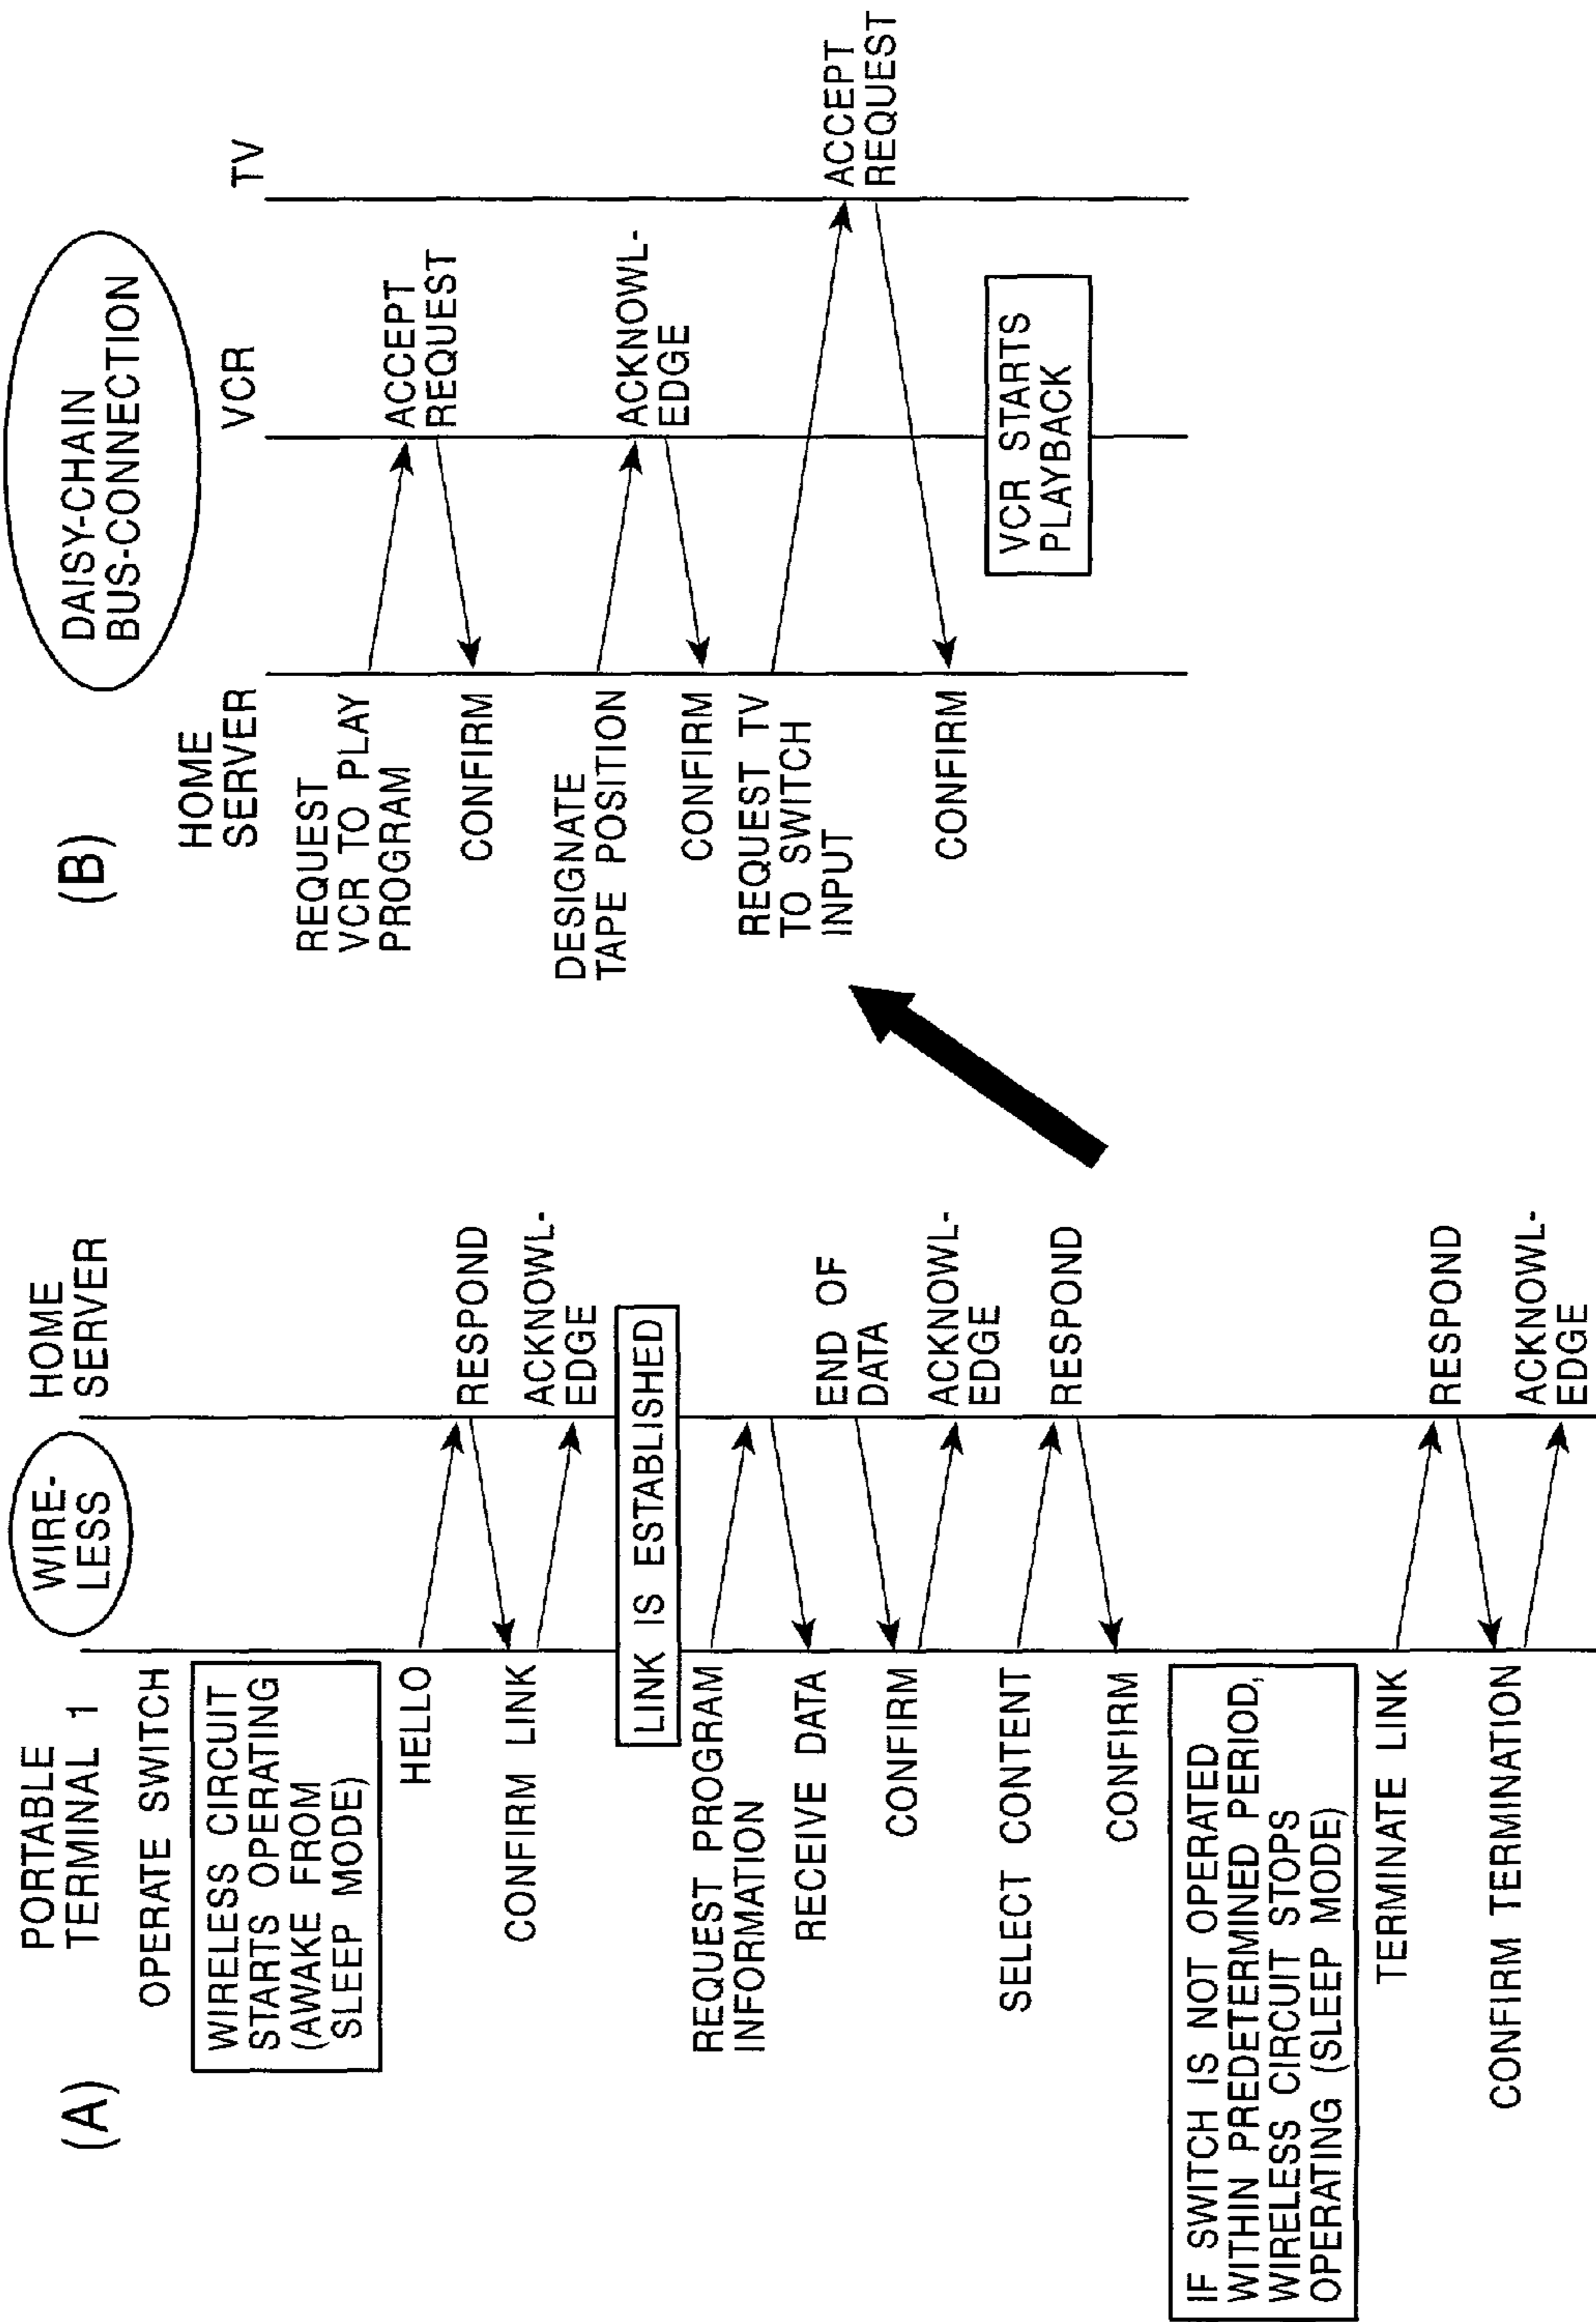 (A)
PORTABLE
TERMINAL 1
WIRE-
LESS
HOME
SERVER
OPERATE SWITCH
WIRELESS CIRCUIT
STARTS OPERATING
(AWAKE FROM
SLEEP MODE)
HELLO
RESPOND
CONFIRM LINK
ACKNOWL-
EDGE
LINK IS ESTABLISHED
REQUEST PROGRAM
INFORMATION
RECEIVE DATA
END OF
DATA
CONFIRM
ACKNOWL-
EDGE
SELECT CONTENT
RESPOND
CONFIRM
IF SWITCH IS NOT OPERATED
WITHIN PREDETERMINED PERIOD,
WIRELESS CIRCUIT STOPS
OPERATING (SLEEP MODE)
TERMINATE LINK
RESPOND
CONFIRM TERMINATION
ACKNOWL-
EDGE
(B)
DAISY-CHAIN
BUS-CONNECTION
HOME
SERVER
VCR
TV
REQUEST
VCR TO PLAY
PROGRAM
ACCEPT
REQUEST
CONFIRM
DESIGNATE
TAPE POSITION
ACKNOWL-
EDGE
CONFIRM
REQUEST TV
TO SWITCH
INPUT
ACCEPT
REQUEST
CONFIRM
VCR STARTS
PLAYBACK